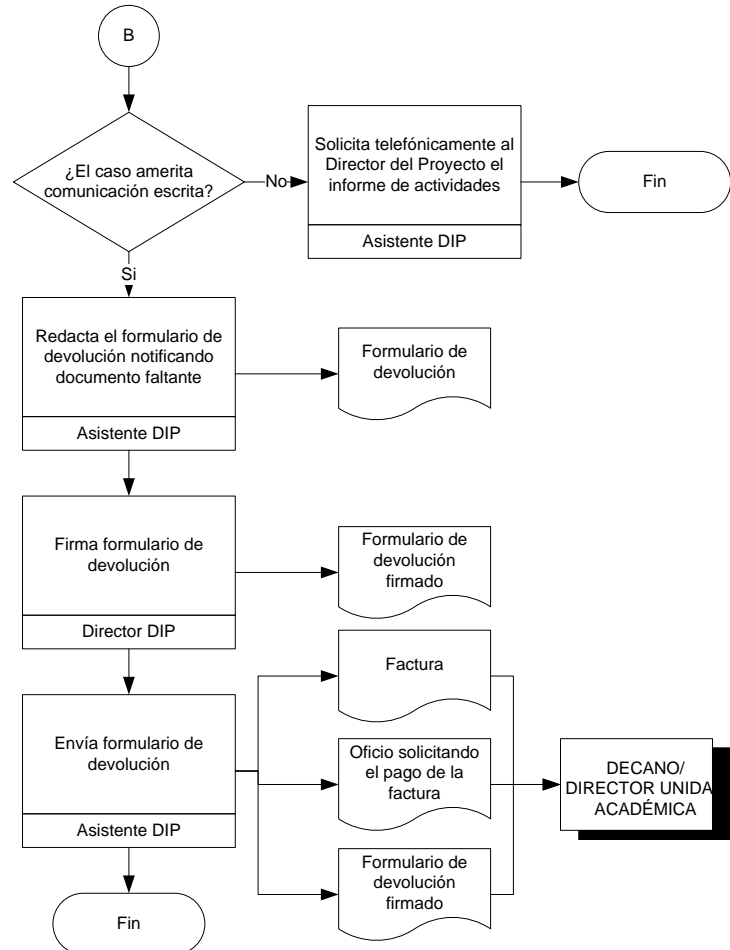 B
¿El caso amerita
comunicación escrita?
No
Solicita telefónicamente al
Director del Proyecto el
informe de actividades
Asistente DIP
Fin
Si
Redacta el formulario de
devolución notificando
documento faltante
Asistente DIP
Formulario de
devolución
Firma formulario de
devolución
Director DIP
Formulario de
devolución
firmado
Envía formulario de
devolución
Asistente DIP
Factura
Oficio solicitando
el pago de la
factura
Formulario de
devolución
firmado
DECANO/
DIRECTOR UNIDA
ACADÉMICA
Fin